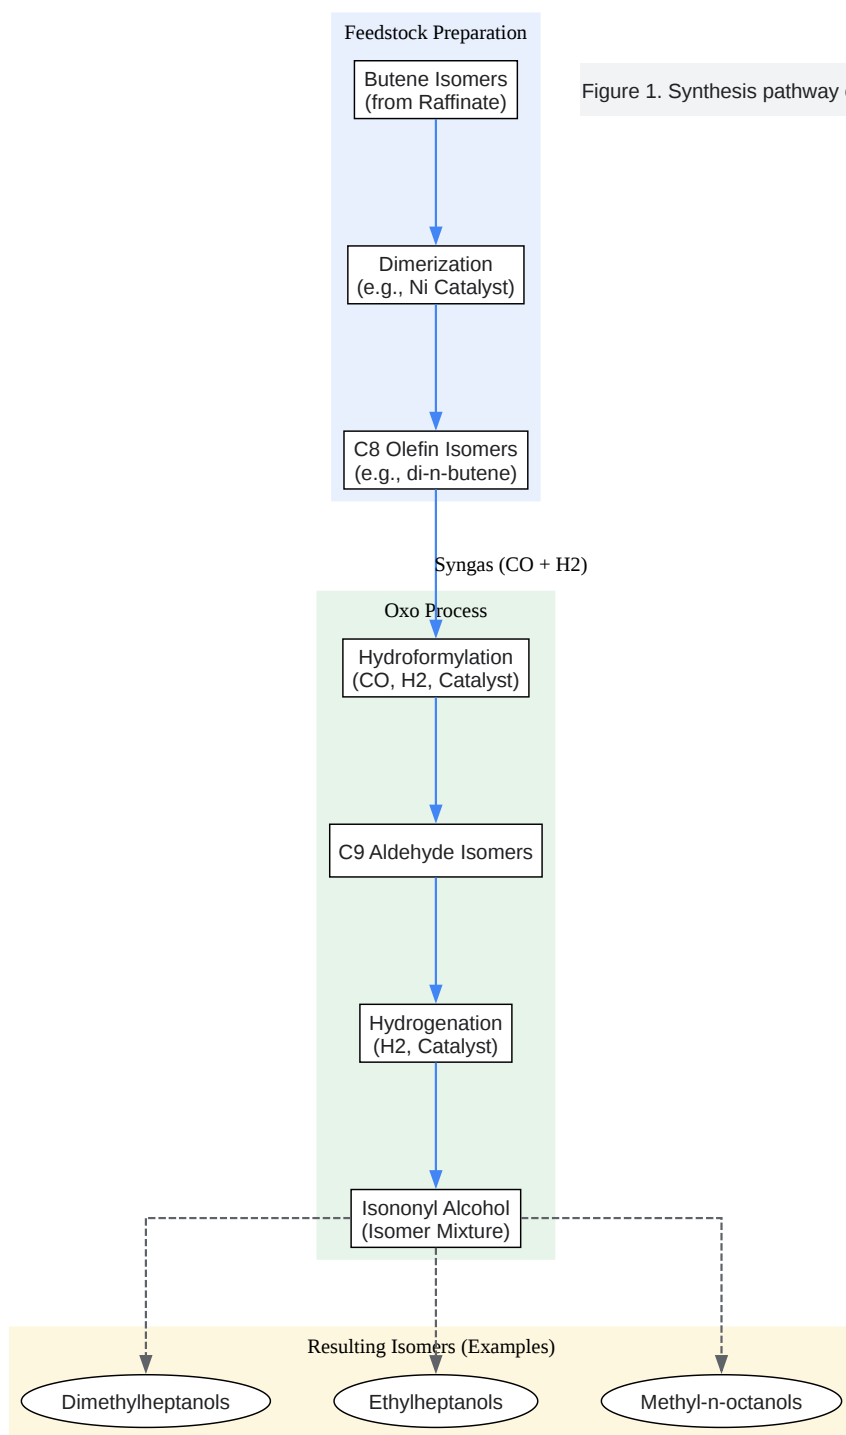 Feedstock Preparation
Butene Isomers
(from Raffinate)
Figure 1. Synthesis pathway
Dimerization
(e.g., Ni Catalyst)
C8 Olefin Isomers
(e.g., di-n-butene)
Syngas (CO + H2)
Oxo Process
Hydroformylation
(CO, H2, Catalyst)
C9 Aldehyde Isomers
Hydrogenation
(H2, Catalyst)
Isononyl Alcohol
(Isomer Mixture)
Resulting Isomers (Examples)
Dimethylheptanols
Ethylheptanols
Methyl-n-octanols